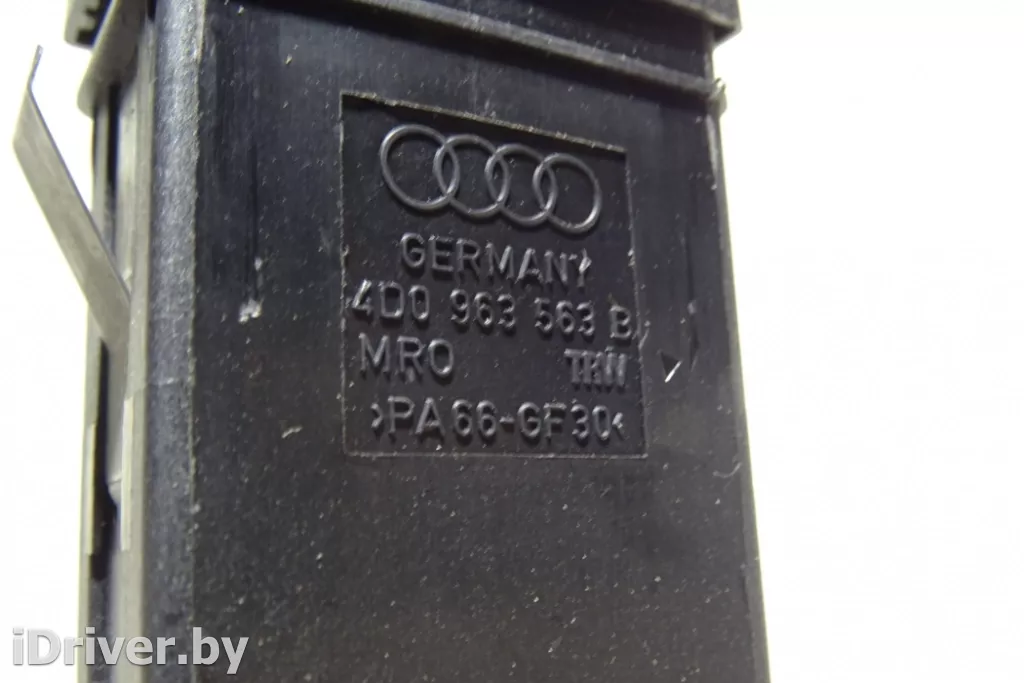 GERMANY
4D0 963 563 B
MRO TRW
>PA66-GF30<
iDriver.by